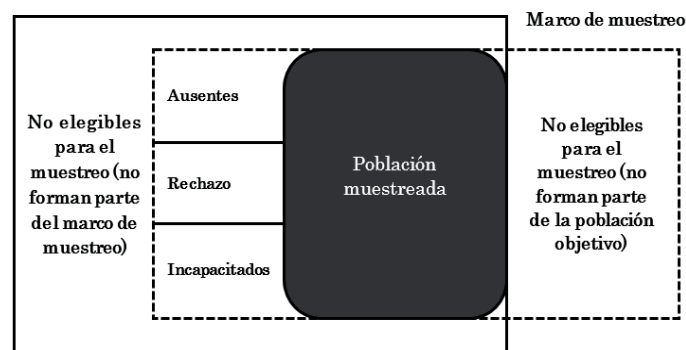 Marco de muestreo
No elegibles
para el
muestreo (no
forman parte
del marco de
muestreo)
Ausentes
Rechazo
Incapacitados
Población
muestreada
No elegibles
para el
muestreo (no
forman parte
de la población
objetivo)